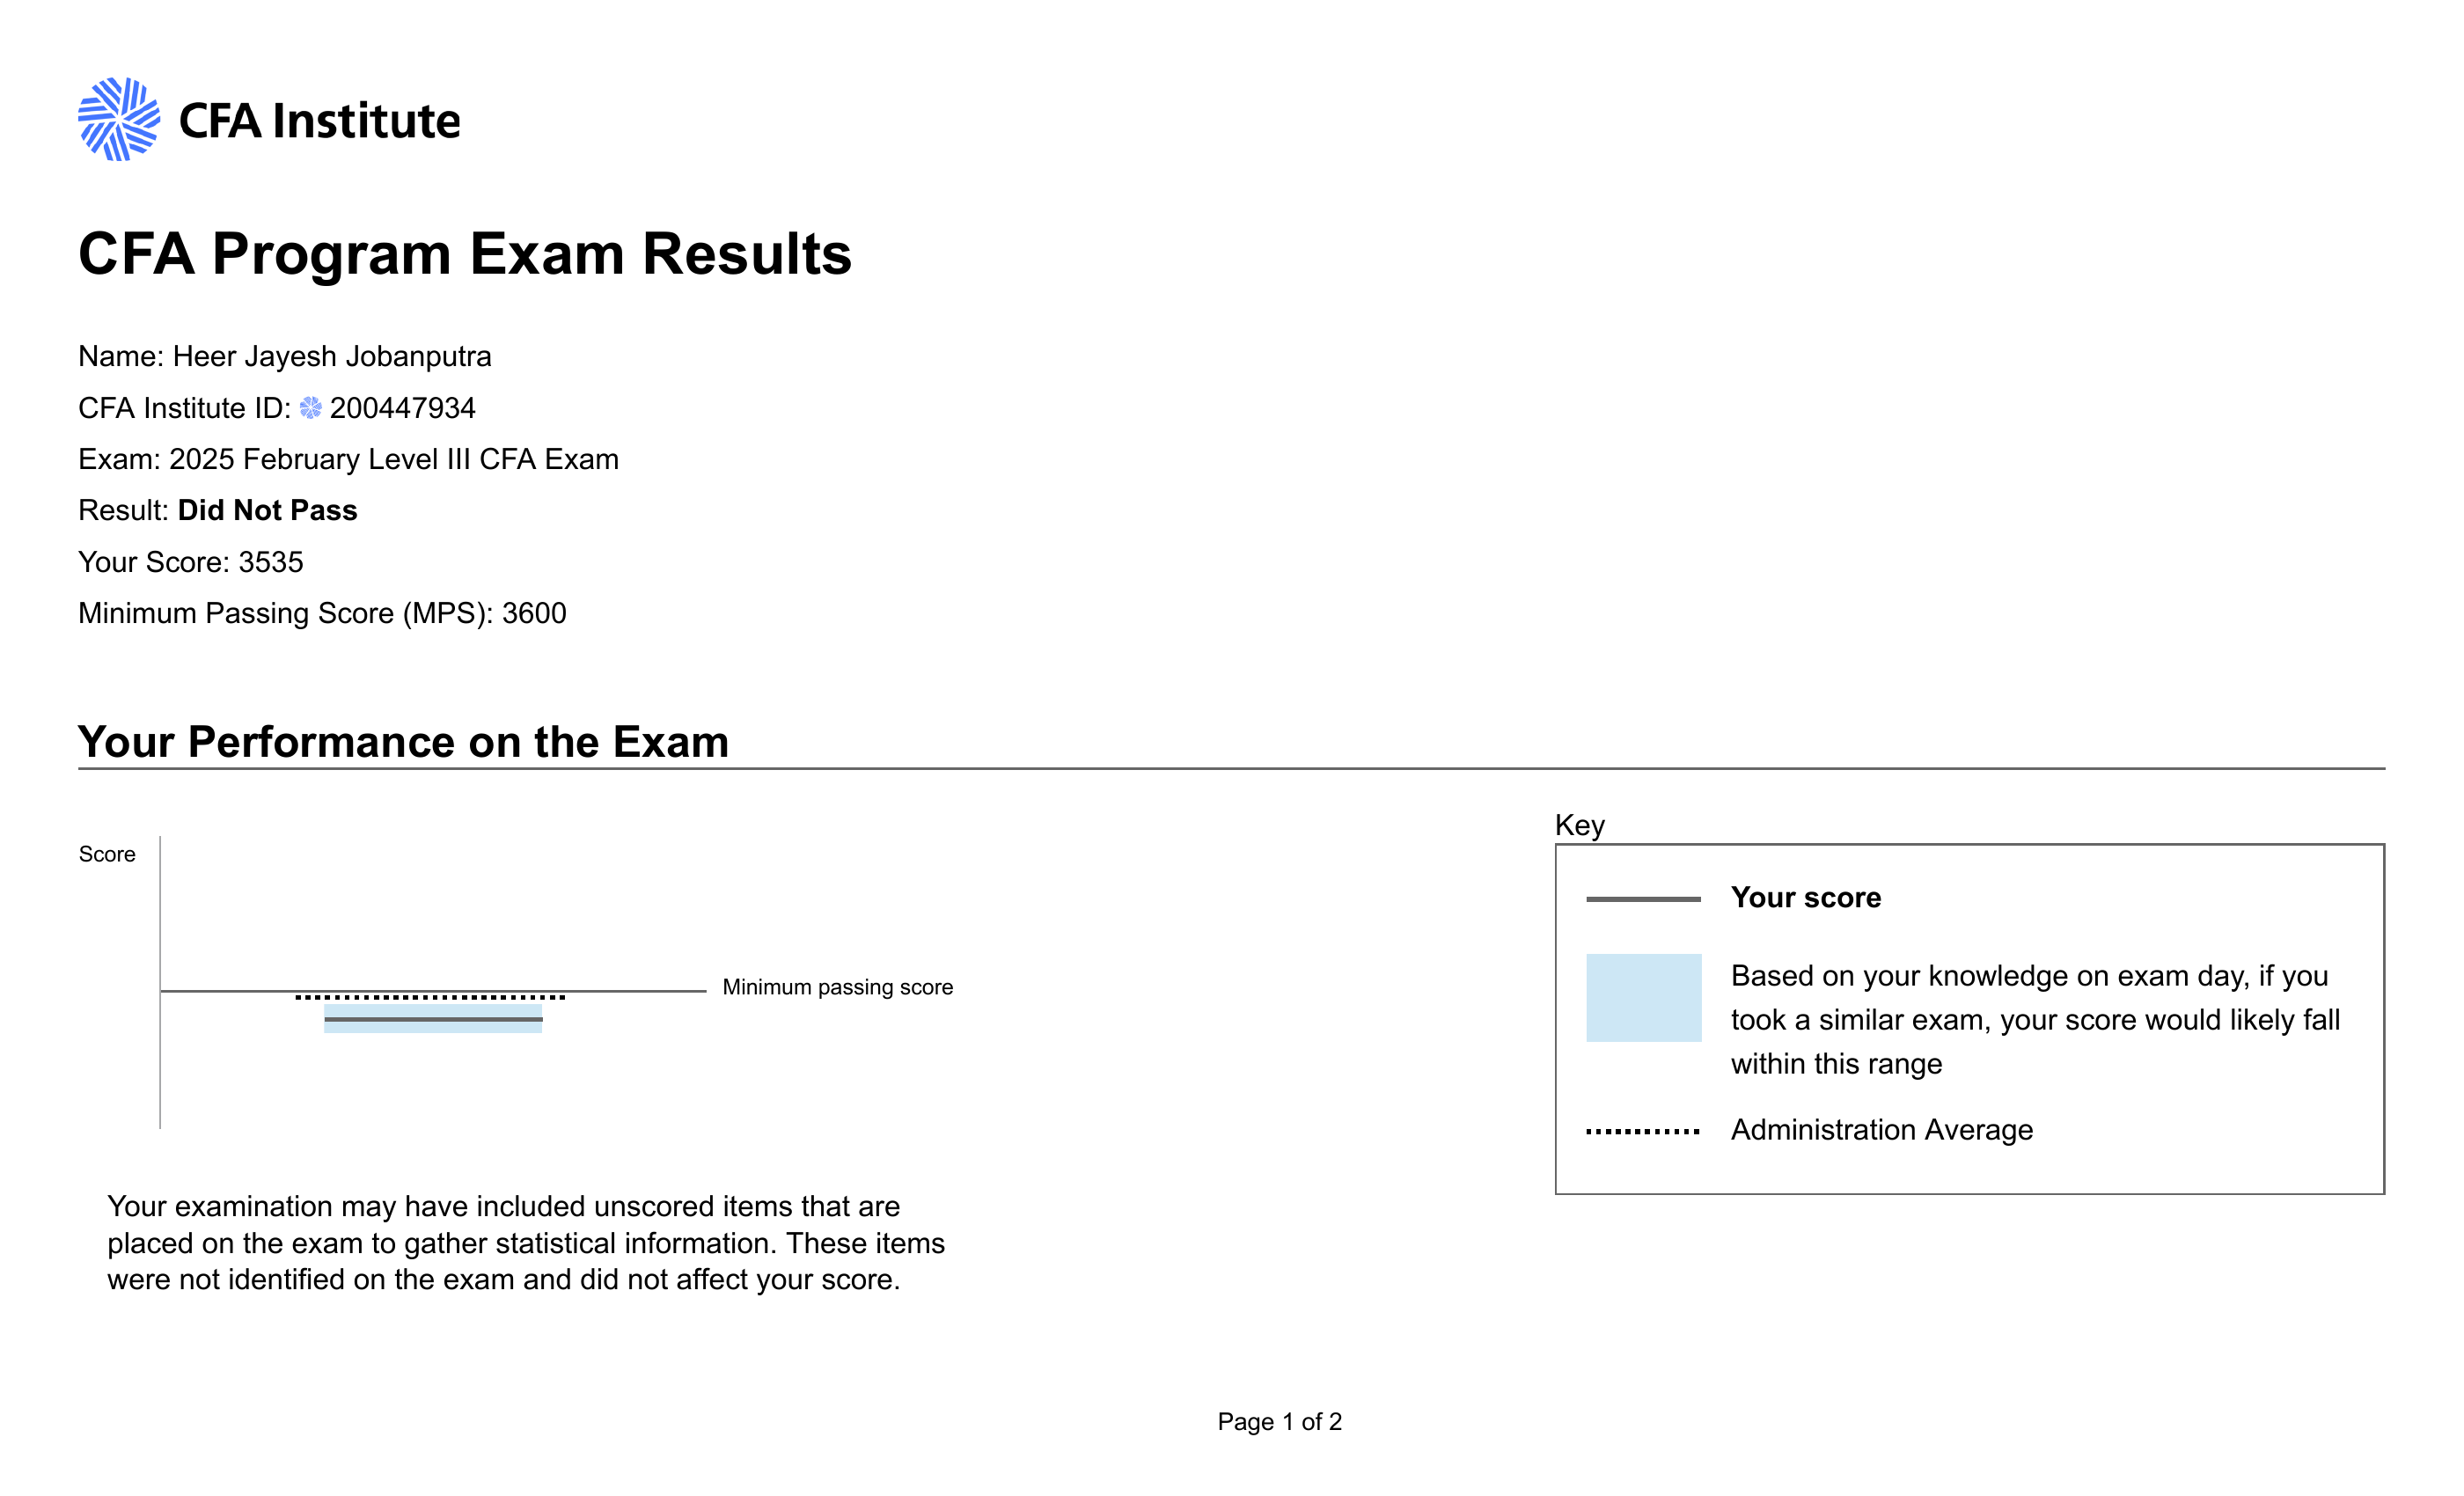 CFA Institute
CFA Program Exam Results
Name: Heer Jayesh Jobanputra
CFA Institute ID: 200447934
Exam: 2025 February Level III CFA Exam
Result: Did Not Pass
Your Score: 3535
Minimum Passing Score (MPS): 3600
Your Performance on the Exam
Score
Minimum passing score
Your examination may have included unscored items that are
placed on the exam to gather statistical information. These items
were not identified on the exam and did not affect your score.
Key
Your score
Based on your knowledge on exam day, if you
took a similar exam, your score would likely fall
within this range
Administration Average
Page 1 of 2